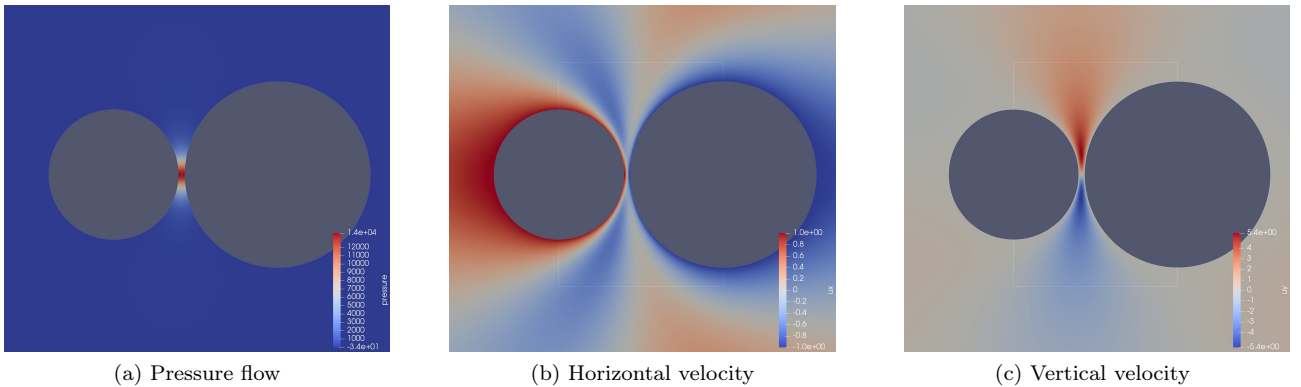 1.4e+04
12000
11000
10000
9000
8000
7000
6000
5000
4000
3000
2000
1000
-3.4e+01
pressure
1.0e+00
0.8
0.6
0.4
0.2
0
-0.2
-0.4
-0.6
-0.8
-1.0e+00
ux
5.4e+00
4
3
2
1
0
-1
-2
-3
-4
-5.4e+00
uy
(a) Pressure flow
(b) Horizontal velocity
(c) Vertical velocity